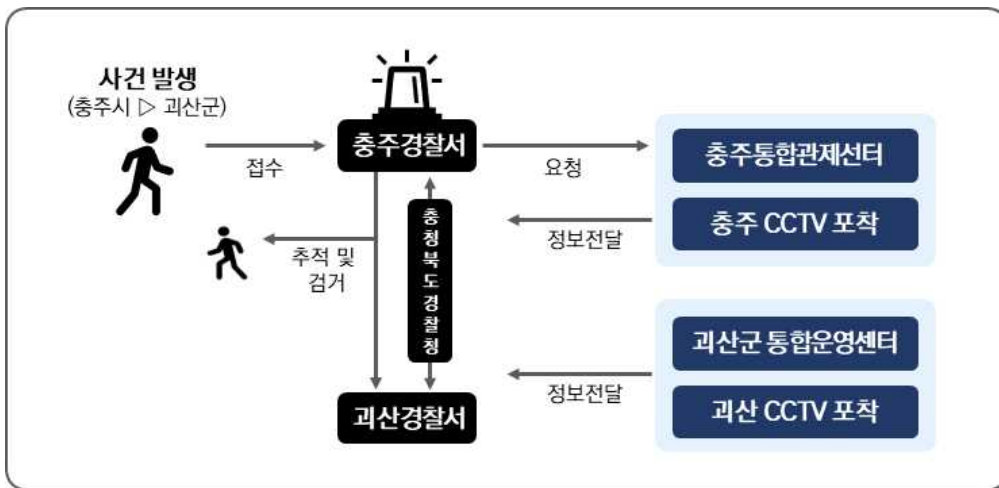 사건 발생
(충주시 ▷ 괴산군)
접수
충주경찰서
요청
충주통합관제선터
충주 CCTV 포착
정보전달
추적 및
검거
충청북도경찰청
괴산군 통합운영센터
괴산 CCTV 포착
정보전달
괴산경찰서